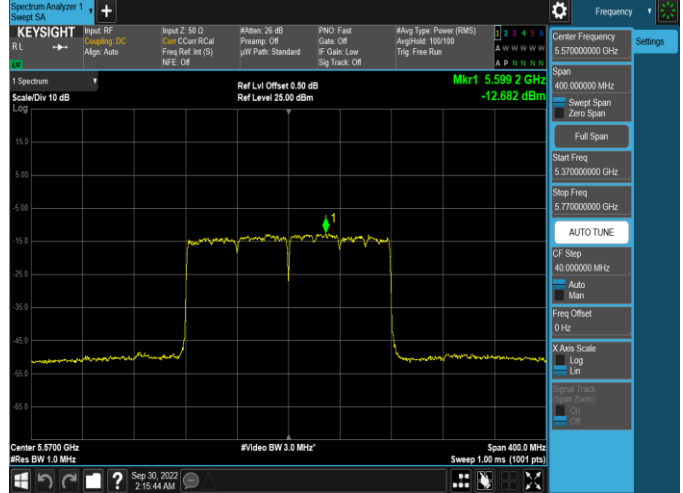 Spectrum Analyzer 1
Swept SA
+
Frequency
KEYSIGHT
RL
Input: RF
Coupling: DC
Align: Auto
Input Z: 50 Ω
Corr CCorr RCal
Freq Ref: Int (S)
NFE: Off
#Atten: 26 dB
Preamp: Off
µW Path: Standard
PNO: Fast
Gate: Off
IF Gain: Low
Sig Track: Off
#Avg Type: Power (RMS)
Avg|Hold: 100/100
Trig: Free Run
1 2 3 4 5 6
A W W W W W
A P N N N N
1 Spectrum
Scale/Div 10 dB
Log
Ref Lvl Offset 0.50 dB
Ref Level 25.00 dBm
Mkr1 5.599 2 GHz
-12.682 dBm
15.0
5.00
-5.00
-15.0
-25.0
-35.0
-45.0
-55.0
-65.0
1
Center 5.5700 GHz
#Res BW 1.0 MHz
#Video BW 3.0 MHz*
Span 400.0 MHz
Sweep 1.00 ms (1001 pts)
Sep 30, 2022
2:15:44 AM
?
Center Frequency
5.570000000 GHz
Settings
Span
400.000000 MHz
Swept Span
Zero Span
Full Span
Start Freq
5.370000000 GHz
Stop Freq
5.770000000 GHz
AUTO TUNE
CF Step
40.000000 MHz
Auto
Man
Freq Offset
0 Hz
X Axis Scale
Log
Lin
Signal Track
(Span Zoom)
On
Off